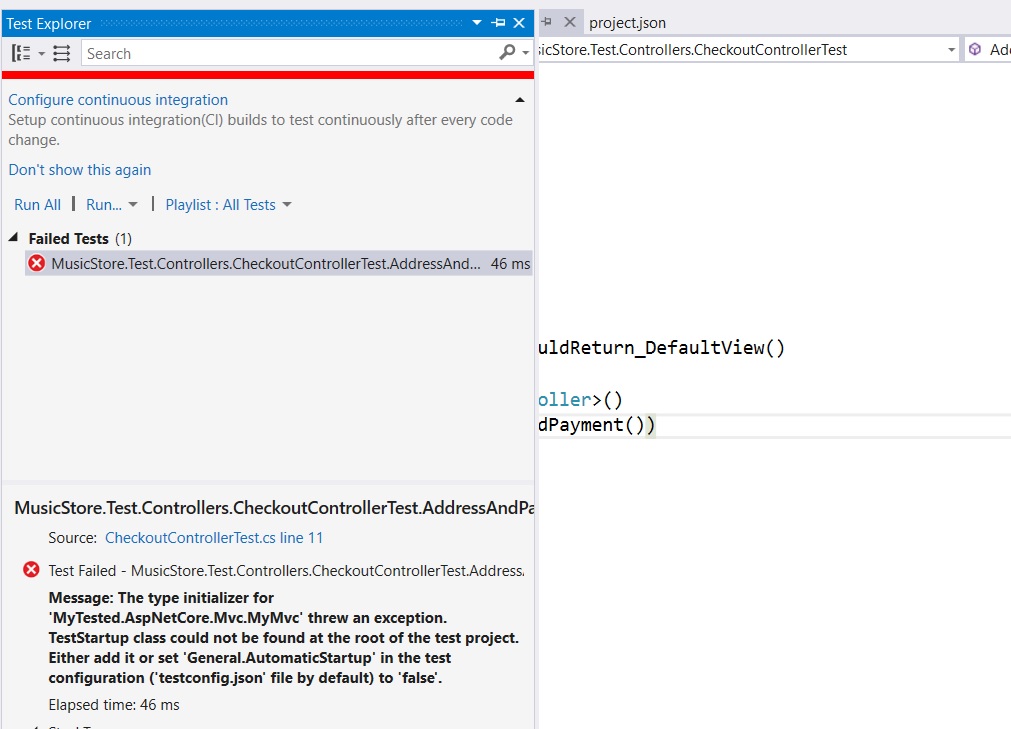 Test Explorer
project.json
Search
sicStore.Test.Controllers.CheckoutControllerTest
Configure continuous integration
Setup continuous integration(CI) builds to test continuously after every code
change.
Don't show this again
Run All | Run... | Playlist : All Tests
Failed Tests (1)
MusicStore.Test.Controllers.CheckoutControllerTest.AddressAnd... 46 ms
uldReturn_DefaultView()
oller>()
dPayment())
MusicStore.Test.Controllers.CheckoutControllerTest.AddressAndPa
Source: CheckoutControllerTest.cs line 11
Test Failed - MusicStore.Test.Controllers.CheckoutControllerTest.Address.
Message: The type initializer for
'MyTested.AspNetCore.Mvc.MyMvc' threw an exception.
TestStartup class could not be found at the root of the test project.
Either add it or set 'General.AutomaticStartup' in the test
configuration ('testconfig.json' file by default) to 'false'.
Elapsed time: 46 ms